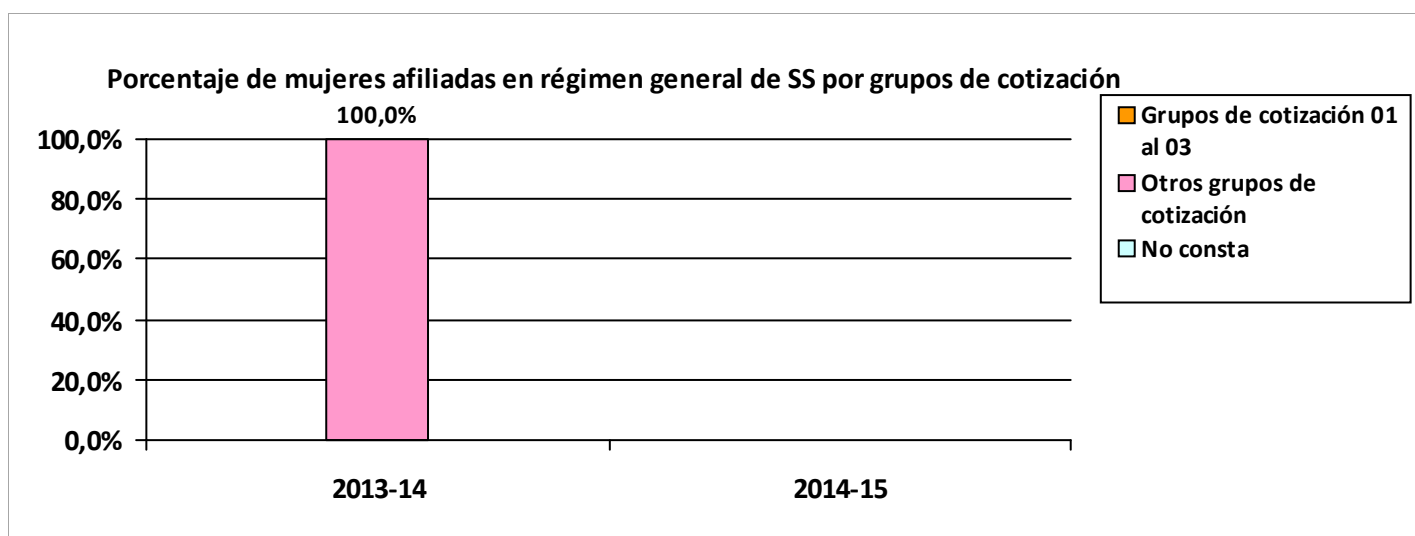 Porcentaje de mujeres afiliadas en régimen general de SS por grupos de cotización
100,0%
100,0%
80,0%
60,0%
40,0%
20,0%
0,0%
2013-14
2014-15
Grupos de cotización 01
al 03
Otros grupos de
cotización
No consta